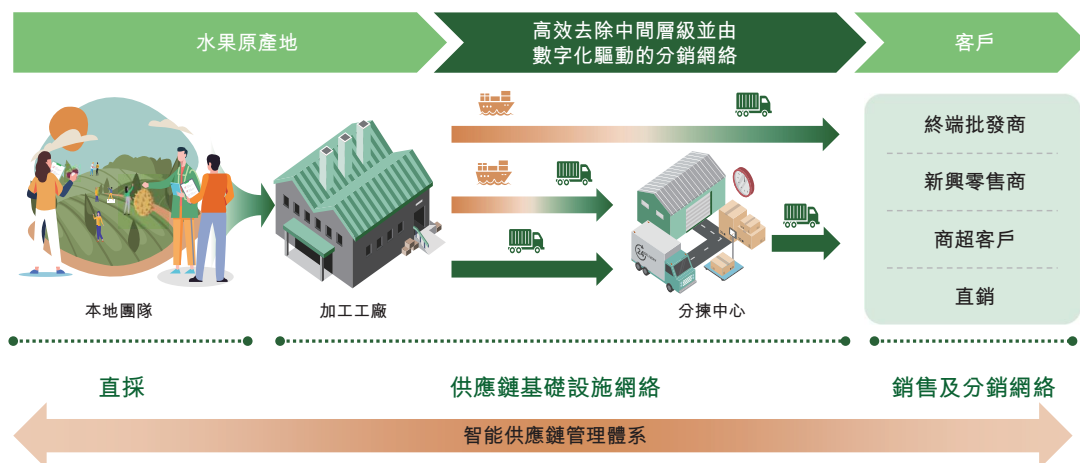 水果原產地
高效去除中間層級並由
數字化驅動的分銷網絡
客戶
終端批發商
新興零售商
商超客戶
直銷
本地團隊
加工工廠
分揀中心
直採
供應鏈基礎設施網絡
銷售及分銷網絡
智能供應鏈管理體系